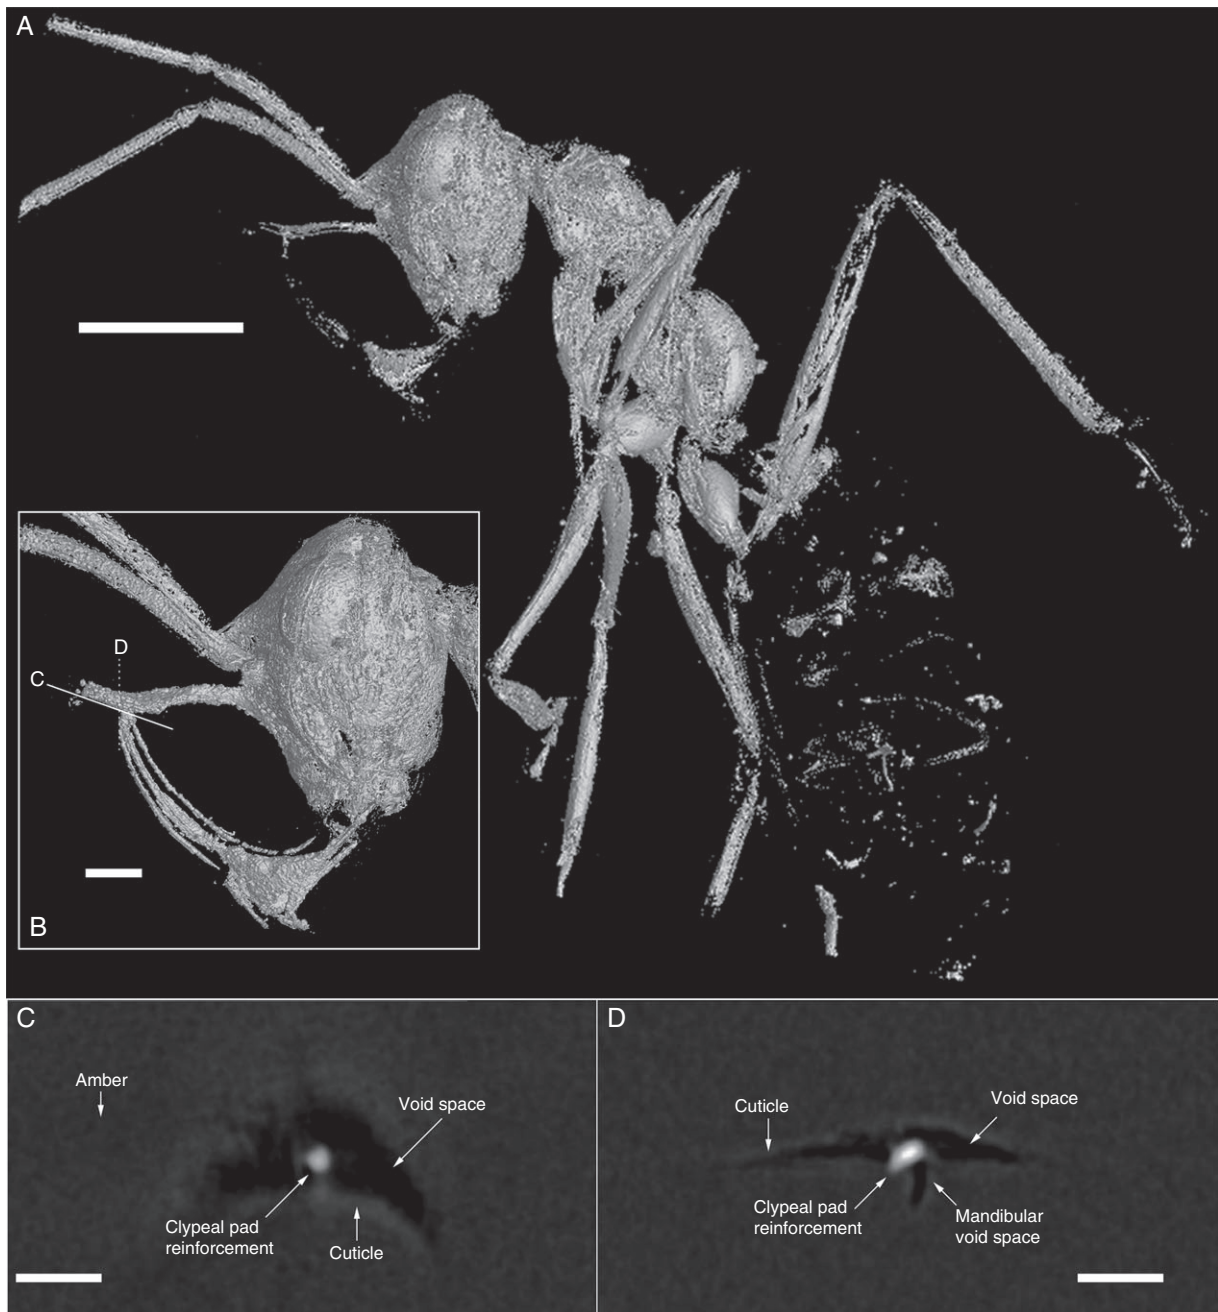 A
D
C
B
C
Amber
Void space
Clypeal pad
reinforcement
Cuticle
D
Cuticle
Void space
Clypeal pad
reinforcement
Mandibular
void space